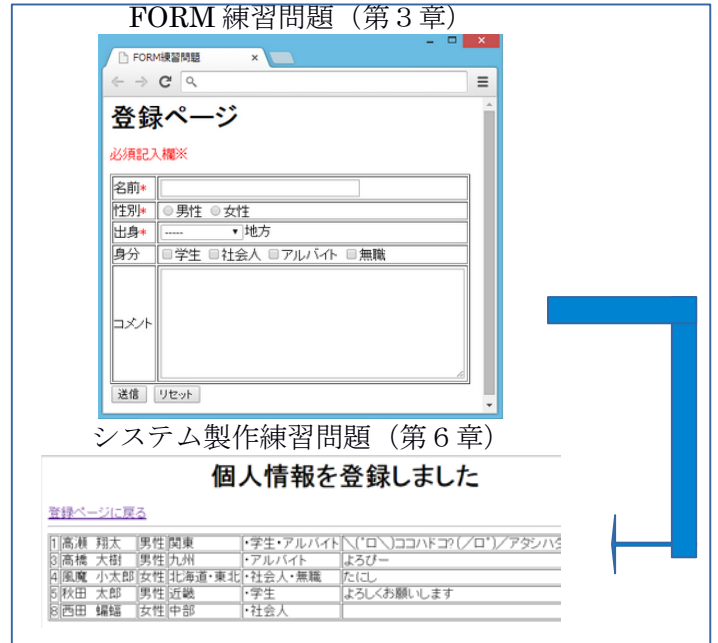 FORM 練習問題（第３章）
FORM練習問題
登録ページ
必須記入欄※
名前*
性別* 男性 女性
出身* ----- 地方
身分 学生 社会人 アルバイト 無職
コメント
送信 リセット
システム製作練習問題（第６章）
個人情報を登録しました
登録ページに戻る
1 高瀬 翔太 男性 関東 ・学生・アルバイト ＼(゜ロ＼)ココハドコ? (／ロ゜)／アタシハダ
3 高橋 大樹 男性 九州 ・アルバイト よろぴー
4 風魔 小太郎 女性 北海道・東北 ・社会人・無職 たにし
5 秋田 太郎 男性 近畿 ・学生 よろしくお願いします
8 西田 蝙蝠 女性 中部 ・社会人